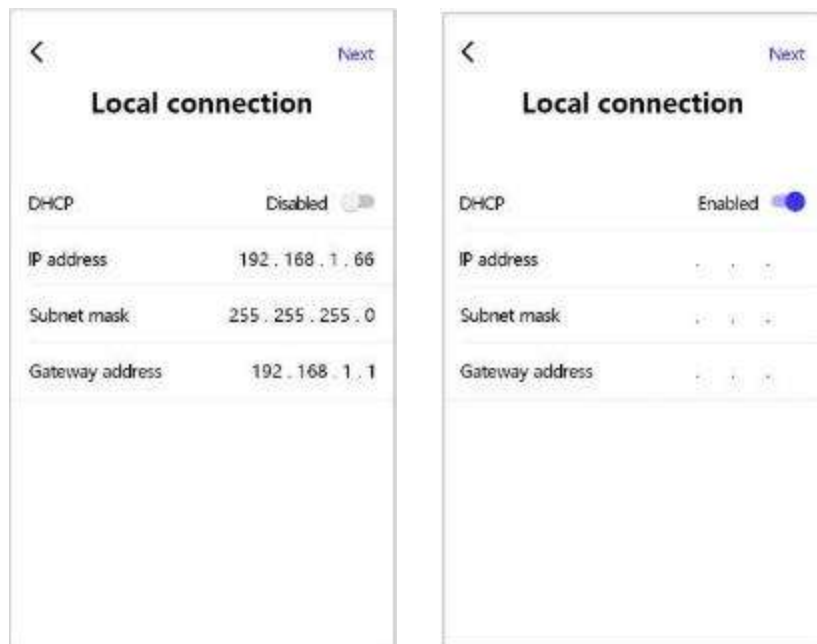 Next
Local connection
DHCP Disabled
IP address 192 . 168 . 1 . 66
Subnet mask 255 . 255 . 255 . 0
Gateway address 192 . 168 . 1 . 1
Next
Local connection
DHCP Enabled
IP address . . .
Subnet mask . . .
Gateway address . . .